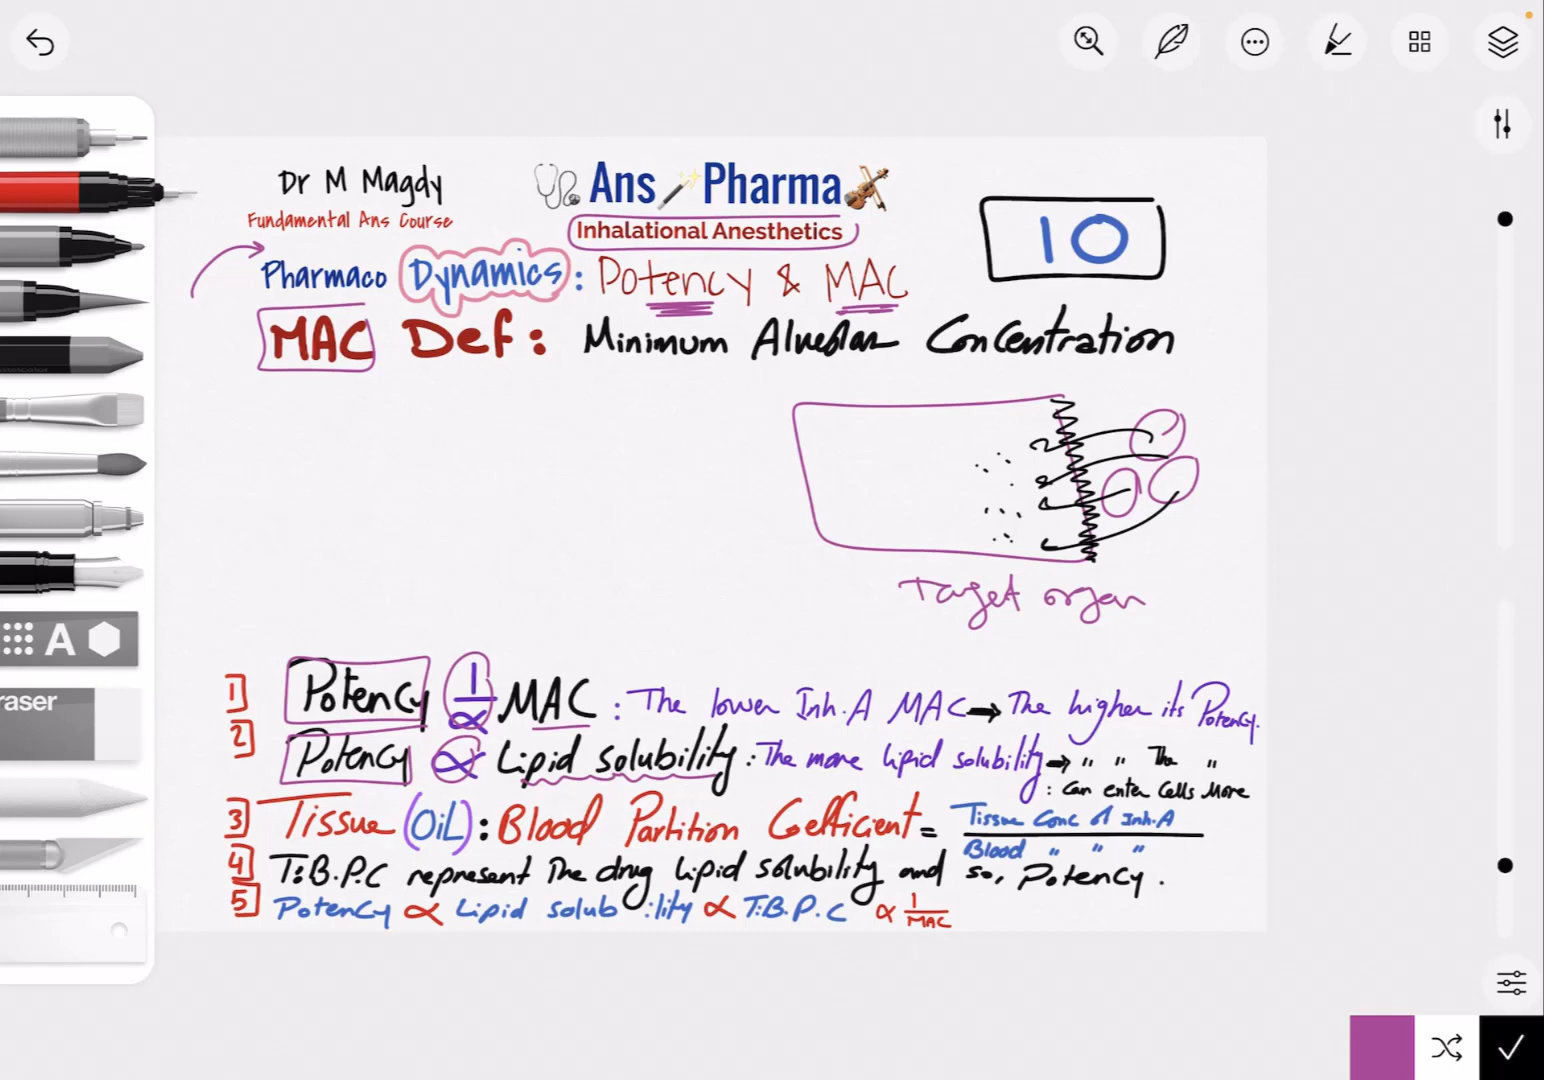 Dr M Magdy
Fundamental Ans Course
Ans Pharma
Inhalational Anesthetics
10
Pharmaco Dynamics : Potency & MAC
MAC Def : Minimum Alveolar Concentration
Target organ
1 Potency 1/∝ MAC : The lower Inh.A MAC → The higher its Potency.
2 Potency ∝ Lipid solubility : The more lipid solubility → " " The "
: Can enter Cells More
3 Tissue (OiL) : Blood Partition Coefficient = Tissue Conc of Inh.A
Blood " " "
4 T:B.P.C represent The drug Lipid solubility and so, Potency .
5 Potency ∝ Lipid solubility ∝ T:B.P.C ∝ 1/MAC
A
raser